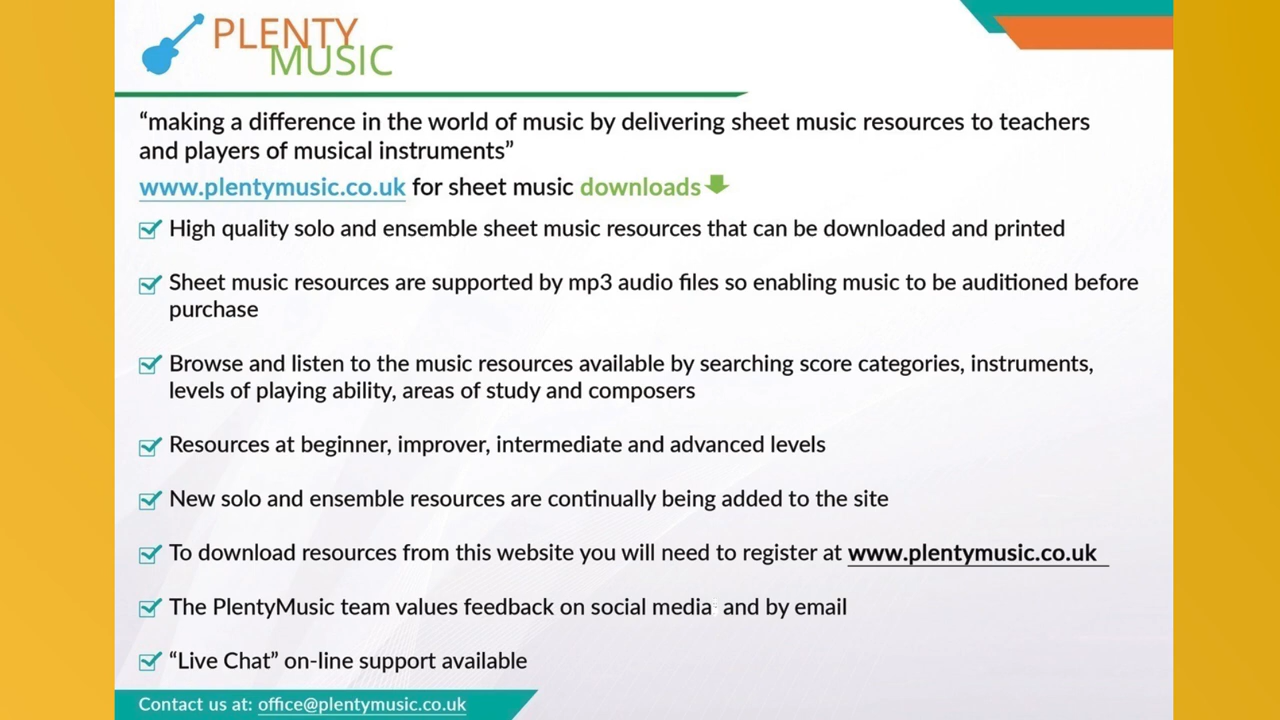 PLENTY
MUSIC
“making a difference in the world of music by delivering sheet music resources to teachers
and players of musical instruments”
www.plentymusic.co.uk for sheet music downloads
High quality solo and ensemble sheet music resources that can be downloaded and printed
Sheet music resources are supported by mp3 audio files so enabling music to be auditioned before
purchase
Browse and listen to the music resources available by searching score categories, instruments,
levels of playing ability, areas of study and composers
Resources at beginner, improver, intermediate and advanced levels
New solo and ensemble resources are continually being added to the site
To download resources from this website you will need to register at www.plentymusic.co.uk
The PlentyMusic team values feedback on social media and by email
“Live Chat” on-line support available
Contact us at: office@plentymusic.co.uk